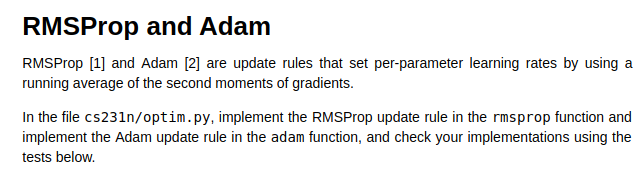 RMSProp and Adam
RMSProp [1] and Adam [2] are update rules that set per-parameter learning rates by using a
running average of the second moments of gradients.
In the file cs231n/optim.py, implement the RMSProp update rule in the rmsprop function and
implement the Adam update rule in the adam function, and check your implementations using the
tests below.